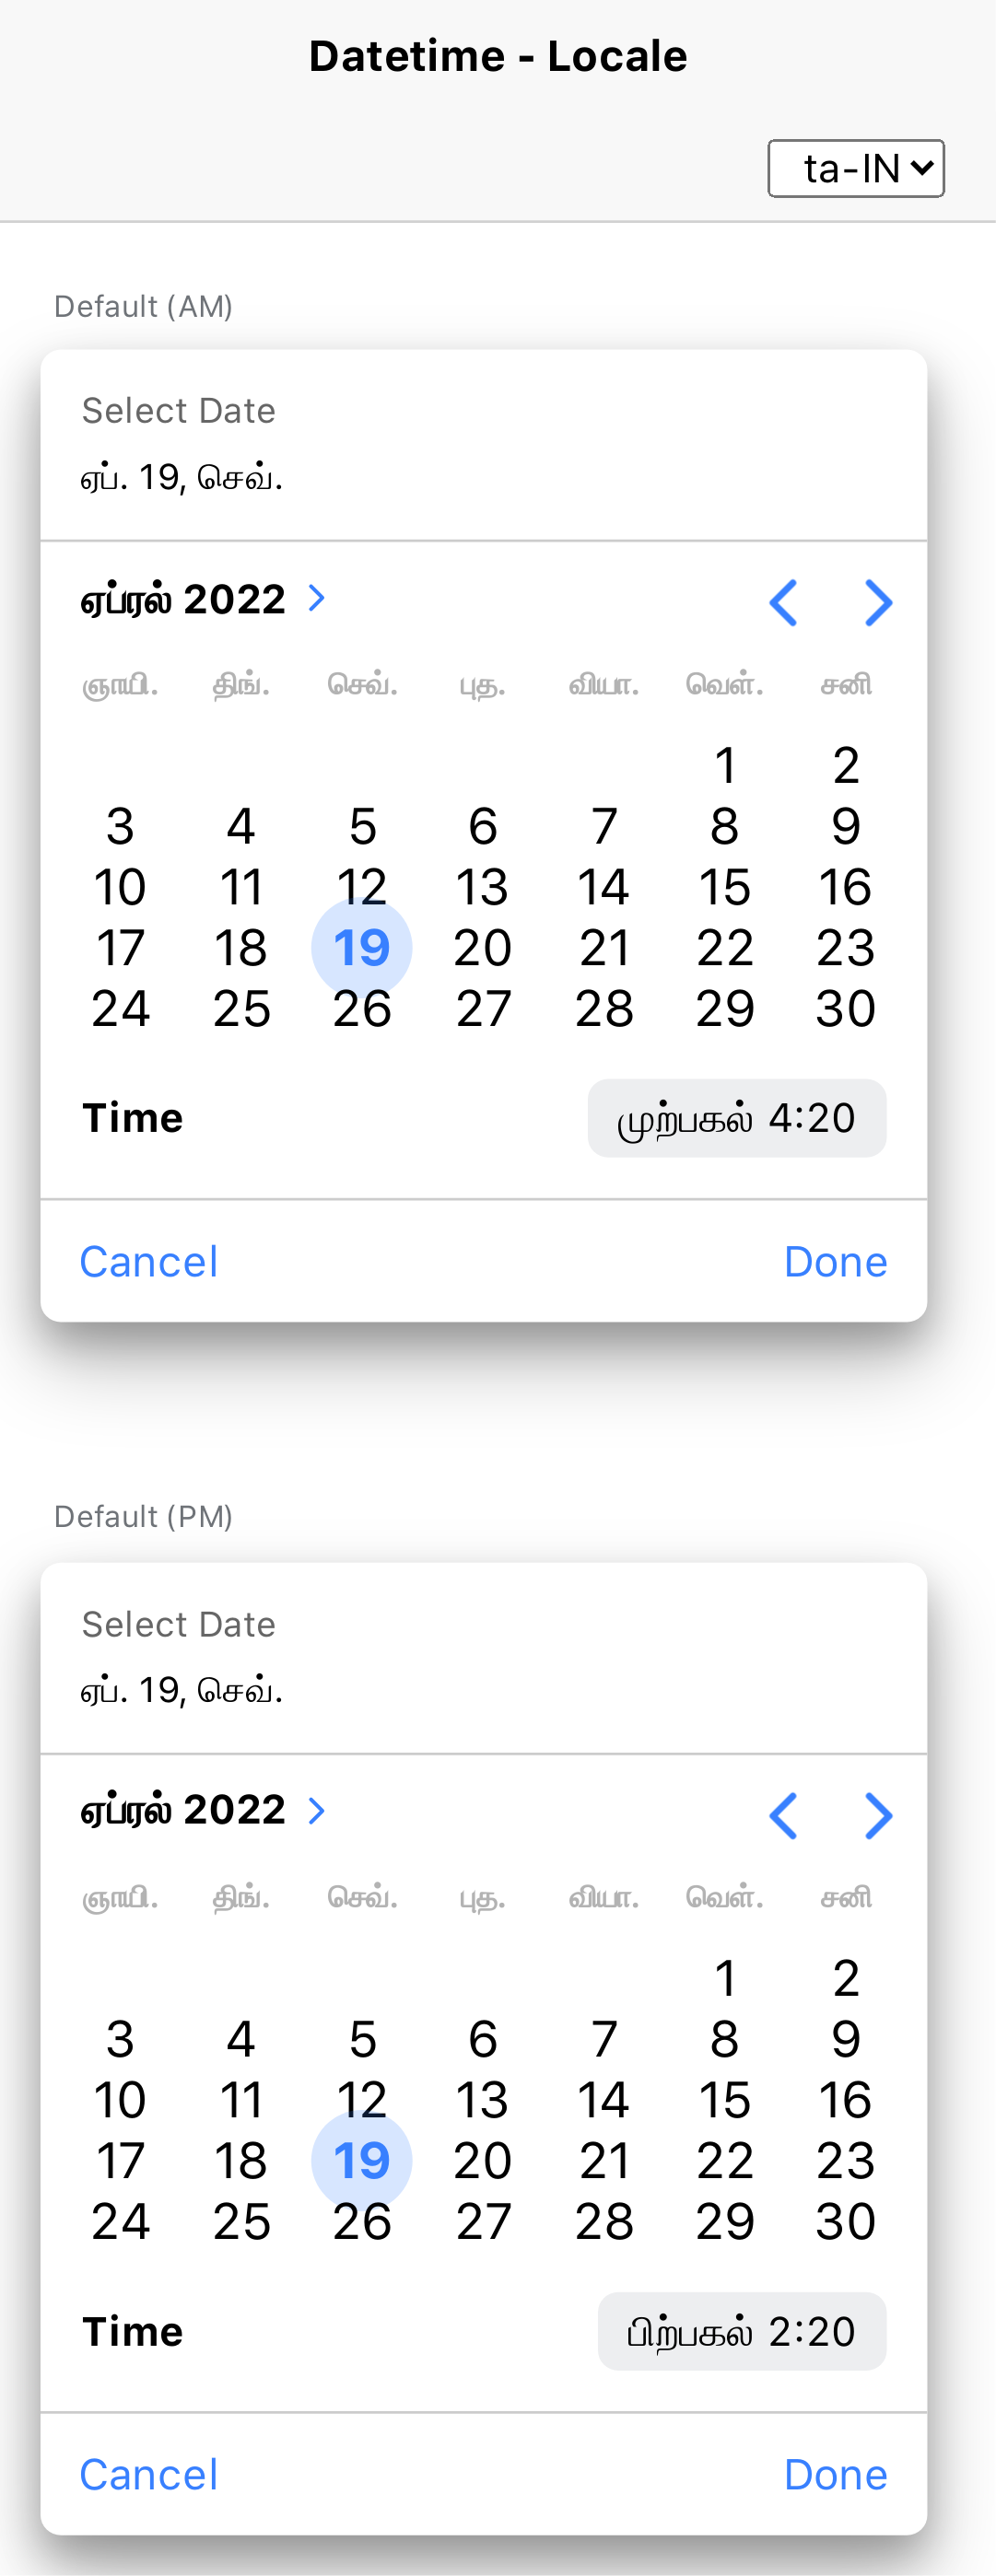 Datetime - Locale
ta-IN
Default (AM)
Select Date
ஏப். 19, செவ்.
ஏப்ரல் 2022
ஞாயி. திங். செவ். புத. வியா. வெள். சனி
1 2
3 4 5 6 7 8 9
10 11 12 13 14 15 16
17 18 19 20 21 22 23
24 25 26 27 28 29 30
Time முற்பகல் 4:20
Cancel Done
Default (PM)
Select Date
ஏப். 19, செவ்.
ஏப்ரல் 2022
ஞாயி. திங். செவ். புத. வியா. வெள். சனி
1 2
3 4 5 6 7 8 9
10 11 12 13 14 15 16
17 18 19 20 21 22 23
24 25 26 27 28 29 30
Time பிற்பகல் 2:20
Cancel Done